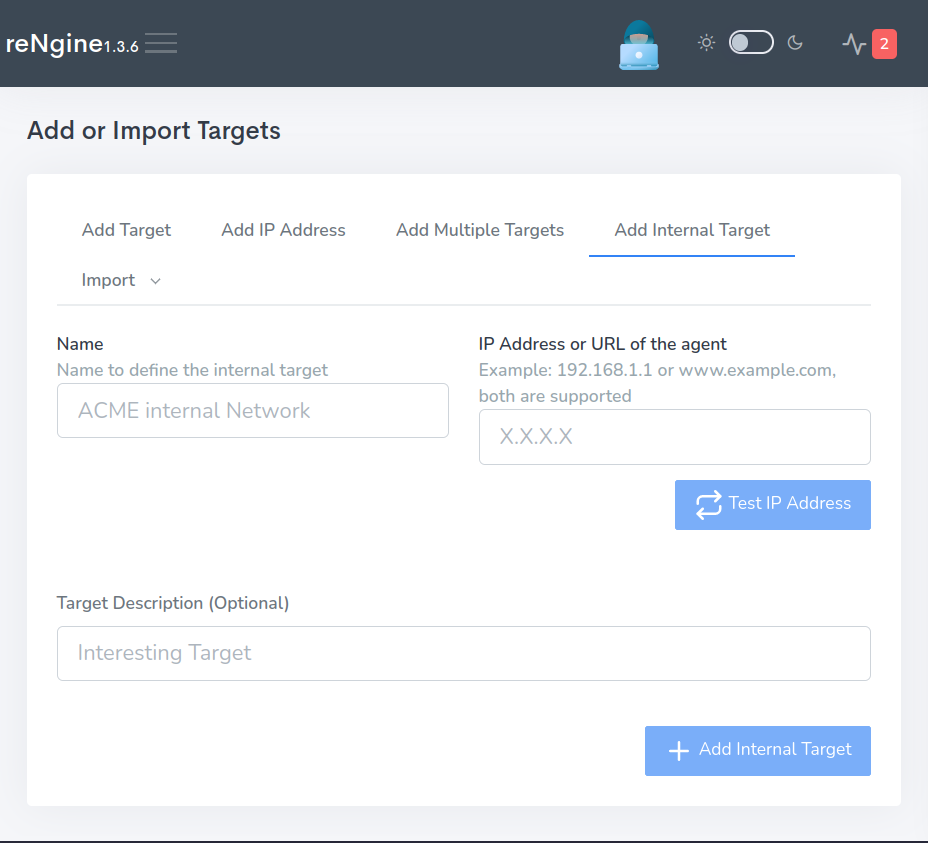 reNgine1.3.6
2
Add or Import Targets
Add Target
Add IP Address
Add Multiple Targets
Add Internal Target
Import
Name
Name to define the internal target
ACME internal Network
IP Address or URL of the agent
Example: 192.168.1.1 or www.example.com,
both are supported
X.X.X.X
Test IP Address
Target Description (Optional)
Interesting Target
Add Internal Target